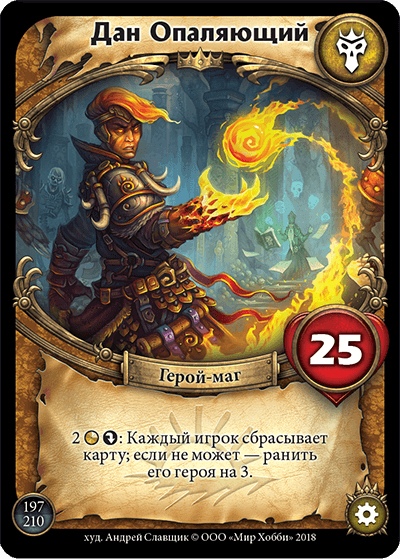 Дан Опаляющий
25
Герой-маг
2 : Каждый игрок сбрасывает
карту; если не может — ранить
его героя на 3.
197
210
худ. Андрей Славщик © ООО «Мир Хобби» 2018